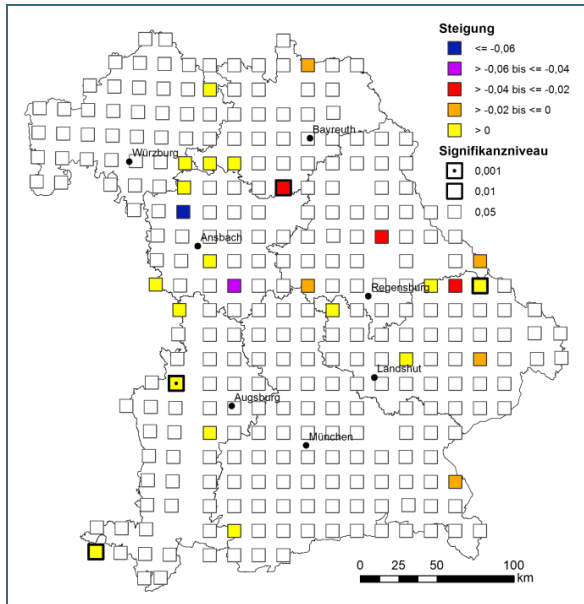 Steigung
<= -0,06
> -0,06 bis <= -0,04
> -0,04 bis <= -0,02
> -0,02 bis <= 0
> 0
Signifikanzniveau
0,001
0,01
0,05
Bayreuth
Würzburg
Ansbach
Regensburg
Landshut
Augsburg
München
0 25 50 100
km